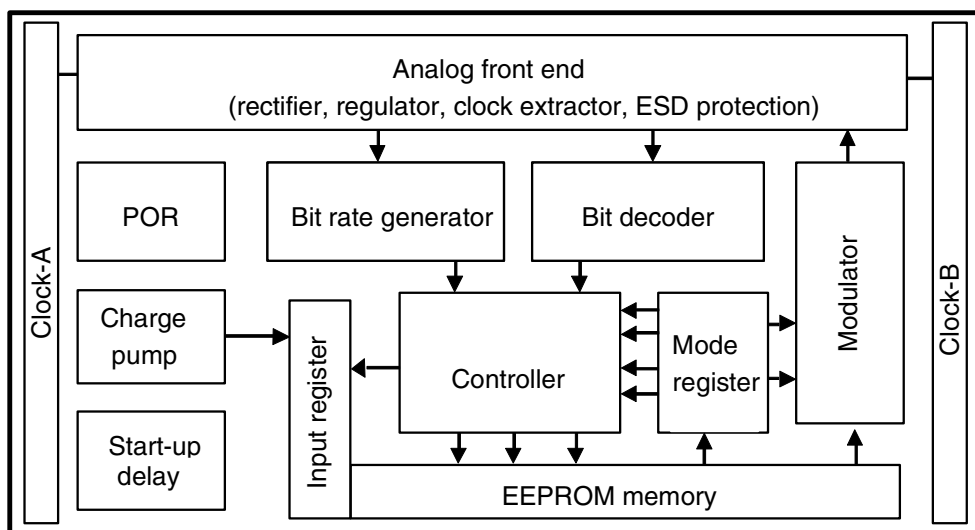 Analog front end
(rectifier, regulator, clock extractor, ESD protection)
Clock-A
POR
Bit rate generator
Bit decoder
Modulator
Clock-B
Charge
pump
Input register
Controller
Mode
register
Start-up
delay
EEPROM memory